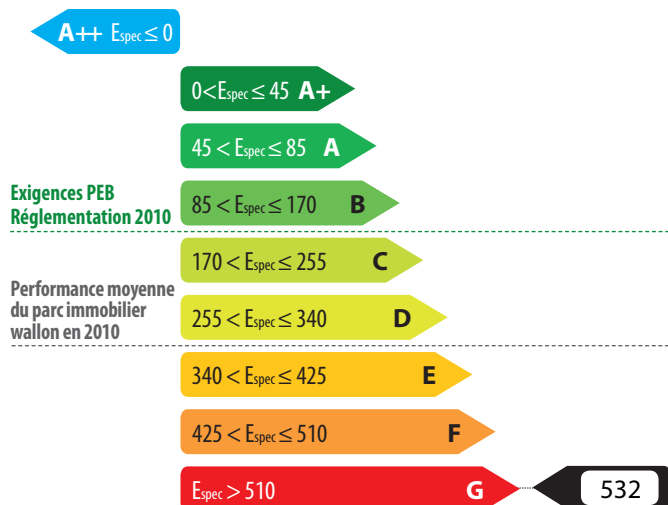 A++ Espec ≤ 0
0<Espec ≤ 45 A+
45 < Espec ≤ 85 A
Exigences PEB
Réglementation 2010
85 < Espec ≤ 170 B
170 < Espec ≤ 255 C
Performance moyenne
du parc immobilier
wallon en 2010
255 < Espec ≤ 340 D
340 < Espec ≤ 425 E
425 < Espec ≤ 510 F
Espec > 510 G 532